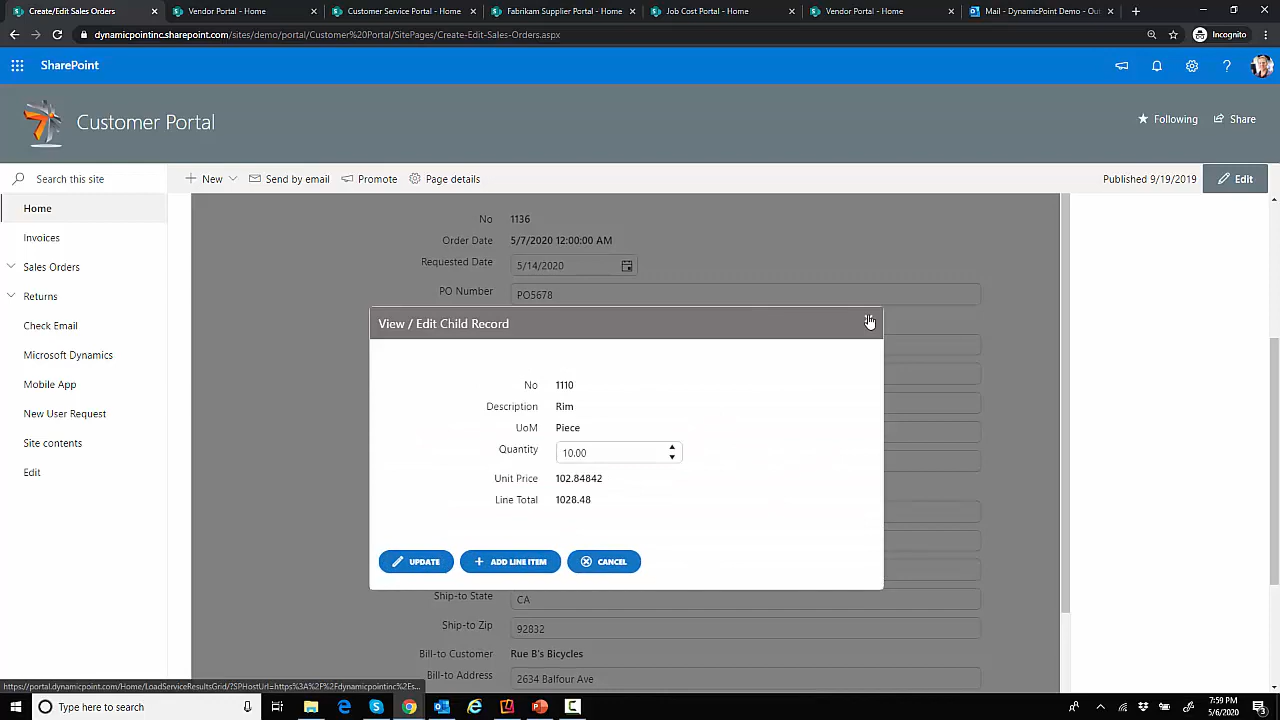 Create/Edit Sales Orders
Vendor Portal - Home
Customer Service Portal - Home
Fabrikam Supplier Portal - Home
Job Cost Portal - Home
Vendor Portal - Home
Mail - DynamicPoint Demo - Out
dynamicpointinc.sharepoint.com/sites/demo/portal/Customer%20Portal/SitePages/Create-Edit-Sales-Orders.aspx
Incognito
SharePoint
Customer Portal
Following
Share
Search this site
New
Send by email
Promote
Page details
Published 9/19/2019
Edit
Home
Invoices
Sales Orders
Returns
Check Email
Microsoft Dynamics
Mobile App
New User Request
Site contents
Edit
No 1136
Order Date 5/7/2020 12:00:00 AM
Requested Date 5/14/2020
PO Number PO5678
View / Edit Child Record
No 1110
Description Rim
UoM Piece
Quantity 10.00
Unit Price 102.84842
Line Total 1028.48
UPDATE
ADD LINE ITEM
CANCEL
Ship-to State CA
Ship-to Zip 92832
Bill-to Customer Rue B's Bicycles
Bill-to Address 2634 Balfour Ave
https://portal.dynamicpoint.com/Home/LoadServiceResultsGrid/?SPHostUrl=https%3A%2F%2Fdynamicpointinc%2Es...
Type here to search
7:59 PM
5/6/2020